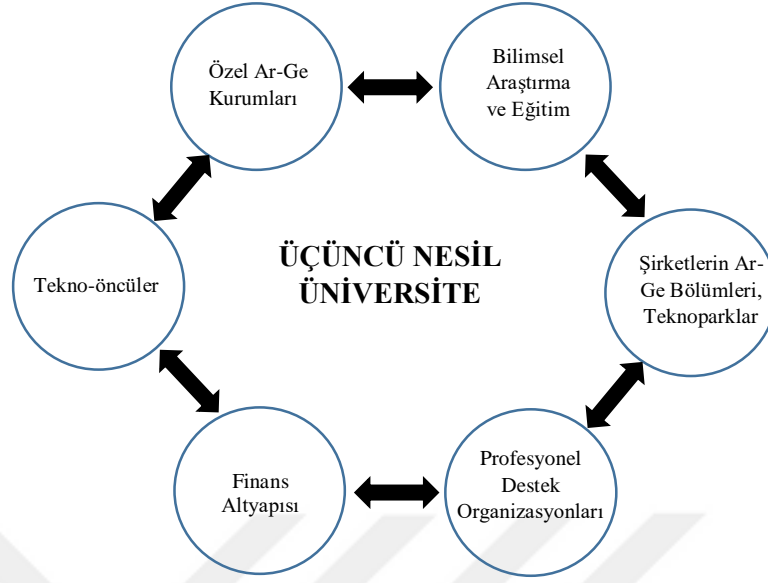 Özel Ar-Ge
Kurumları
Bilimsel
Araştırma
ve Eğitim
Tekno-öncüler
ÜÇÜNCÜ NESİL
ÜNİVERSİTE
Şirketlerin Ar-
Ge Bölümleri,
Teknoparklar
Finans
Altyapısı
Profesyonel
Destek
Organizasyonları